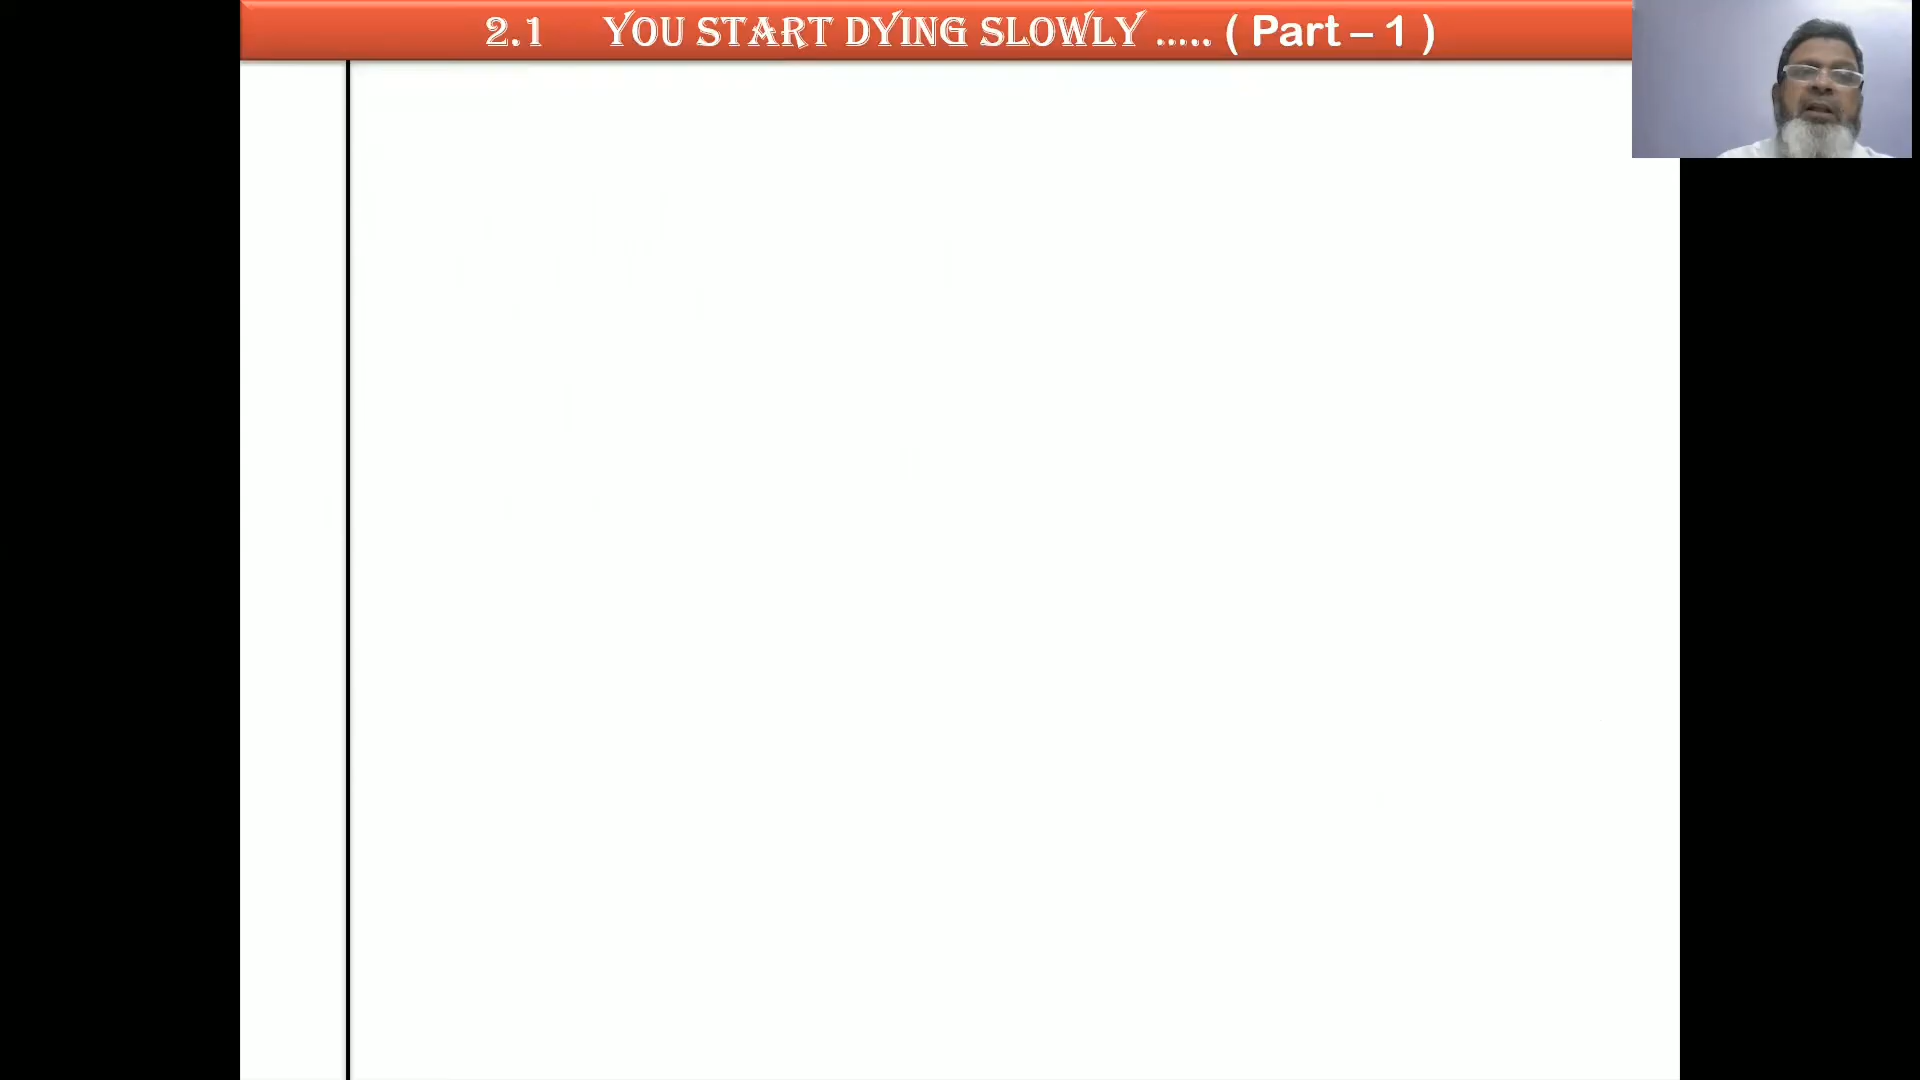 2.1 YOU START DYING SLOWLY ..... ( Part – 1 )